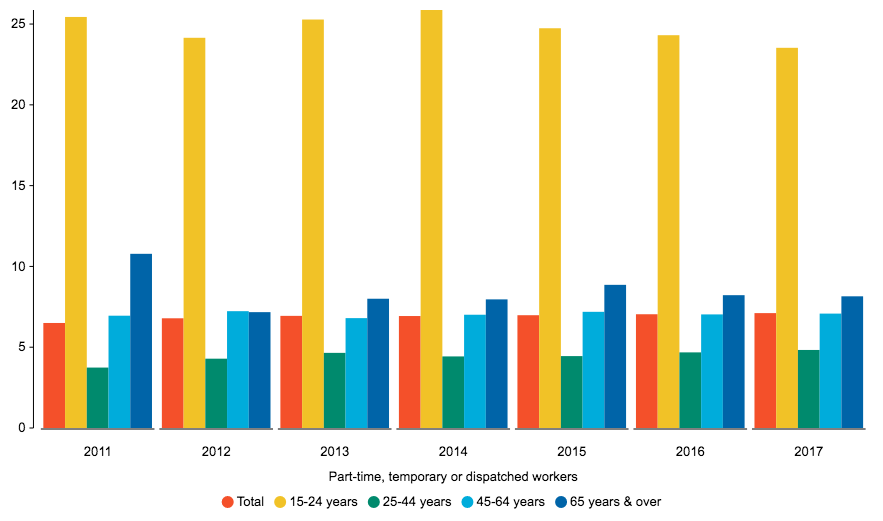 25
20
15
10
5
0
2011 2012 2013 2014 2015 2016 2017
Part-time, temporary or dispatched workers
Total 15-24 years 25-44 years 45-64 years 65 years & over